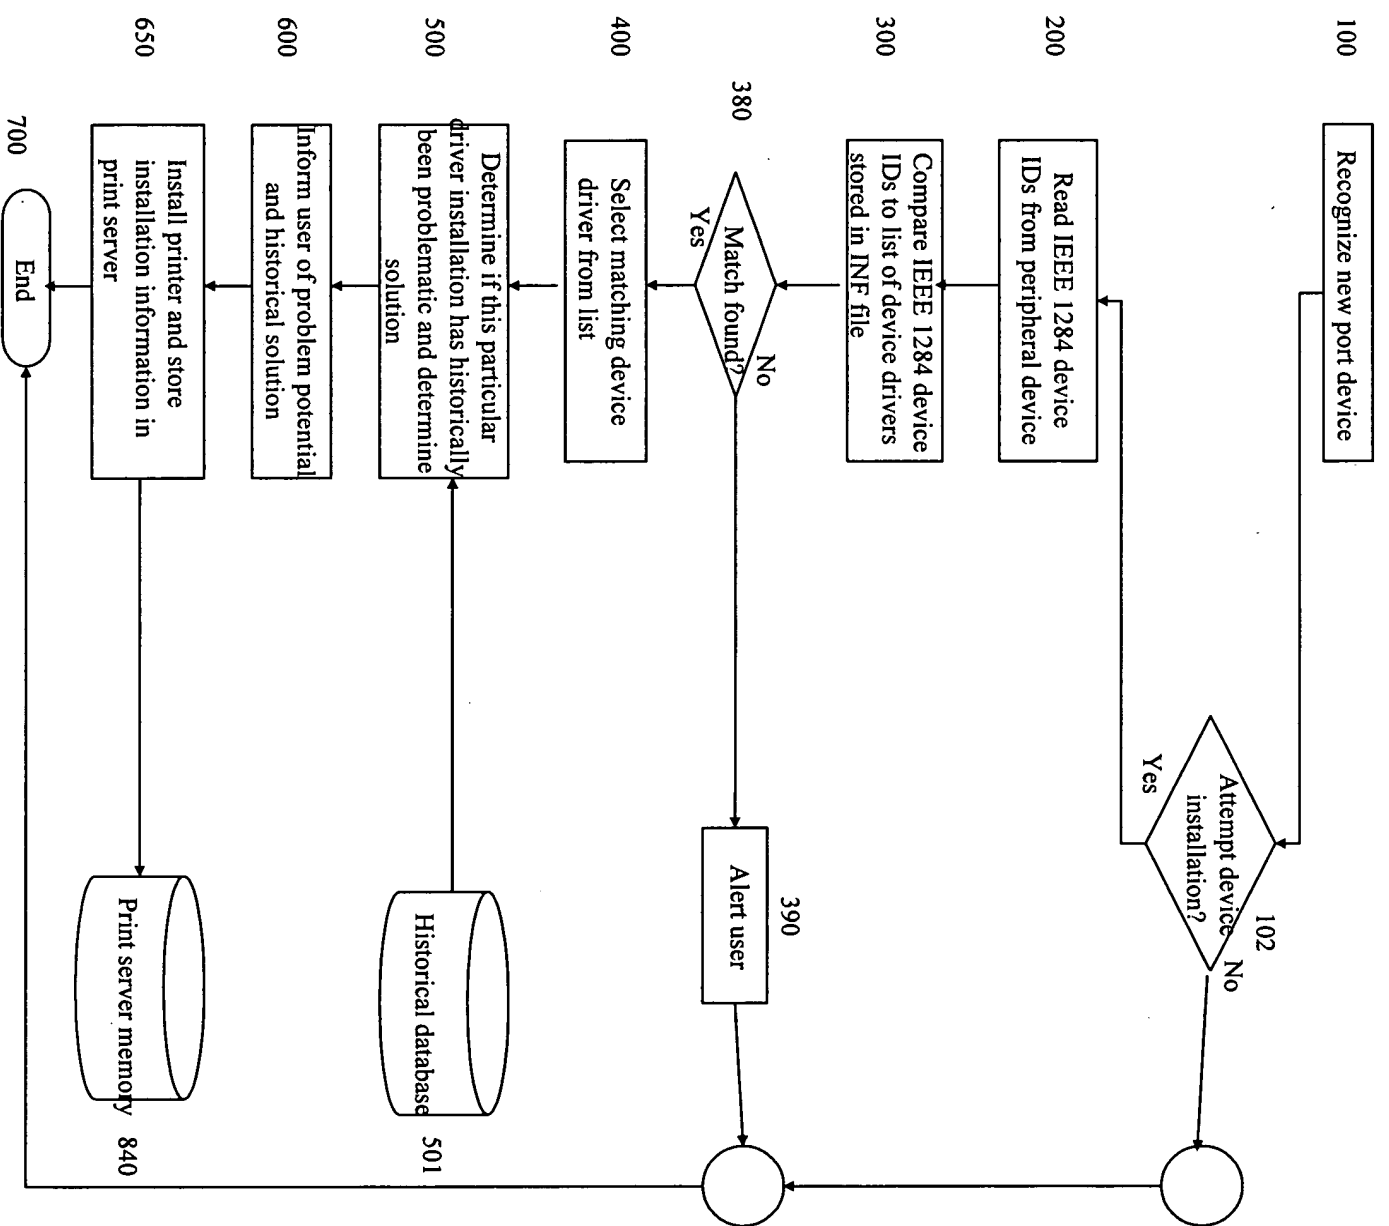 100
Recognize new port device
102
Attempt device
installation?
No
Yes
200
Read IEEE 1284 device
IDs from peripheral device
300
Compare IEEE 1284 device
IDs to list of device drivers
stored in INF file
380
Match found?
No
Yes
390
Alert user
400
Select matching device
driver from list
500
Determine if this particular
driver installation has historically
been problematic and determine
solution
Historical database
501
600
Inform user of problem potential
and historical solution
650
Install printer and store
installation information in
print server
Print server memory
840
700
End